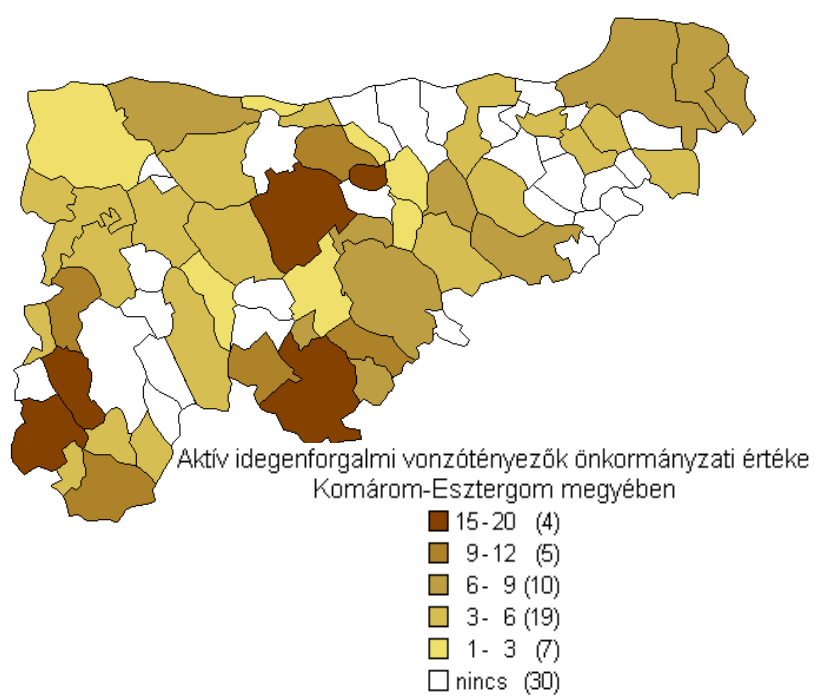 Aktív idegenforgalmi vonzótényezők önkormányzati értéke
Komárom-Esztergom megyében
15 - 20 (4)
9 - 12 (5)
6 - 9 (10)
3 - 6 (19)
1 - 3 (7)
nincs (30)